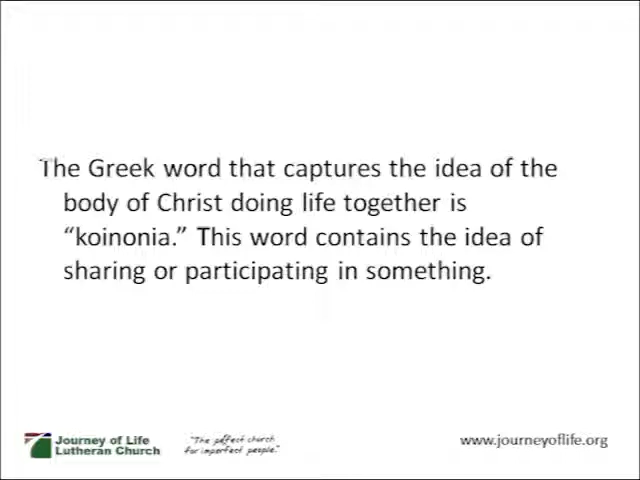 The Greek word that captures the idea of the
body of Christ doing life together is
“koinonia.” This word contains the idea of
sharing or participating in something.
Journey of Life
Lutheran Church
"The perfect church
for imperfect people."
www.journeyoflife.org